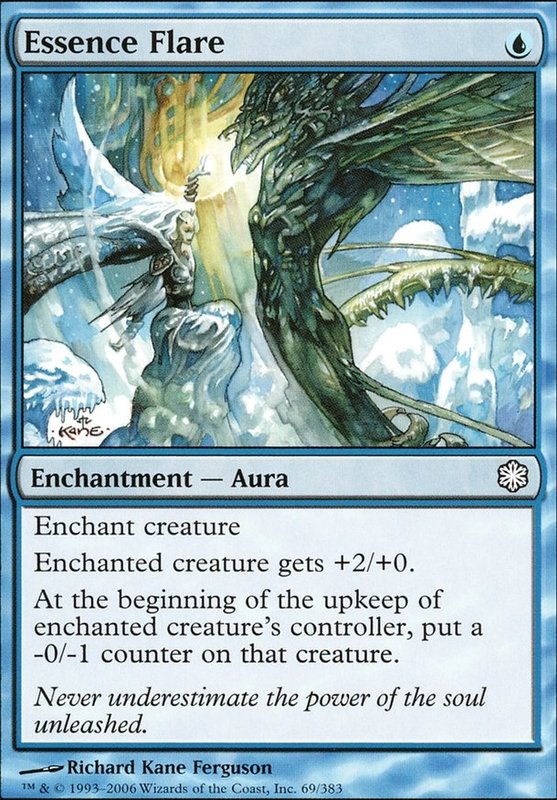 Essence Flare
KANE
Enchantment — Aura
Enchant creature
Enchanted creature gets +2/+0.
At the beginning of the upkeep of
enchanted creature's controller, put a
-0/-1 counter on that creature.
Never underestimate the power of the soul
unleashed.
Richard Kane Ferguson
™ & © 1993–2006 Wizards of the Coast, Inc. 69/383